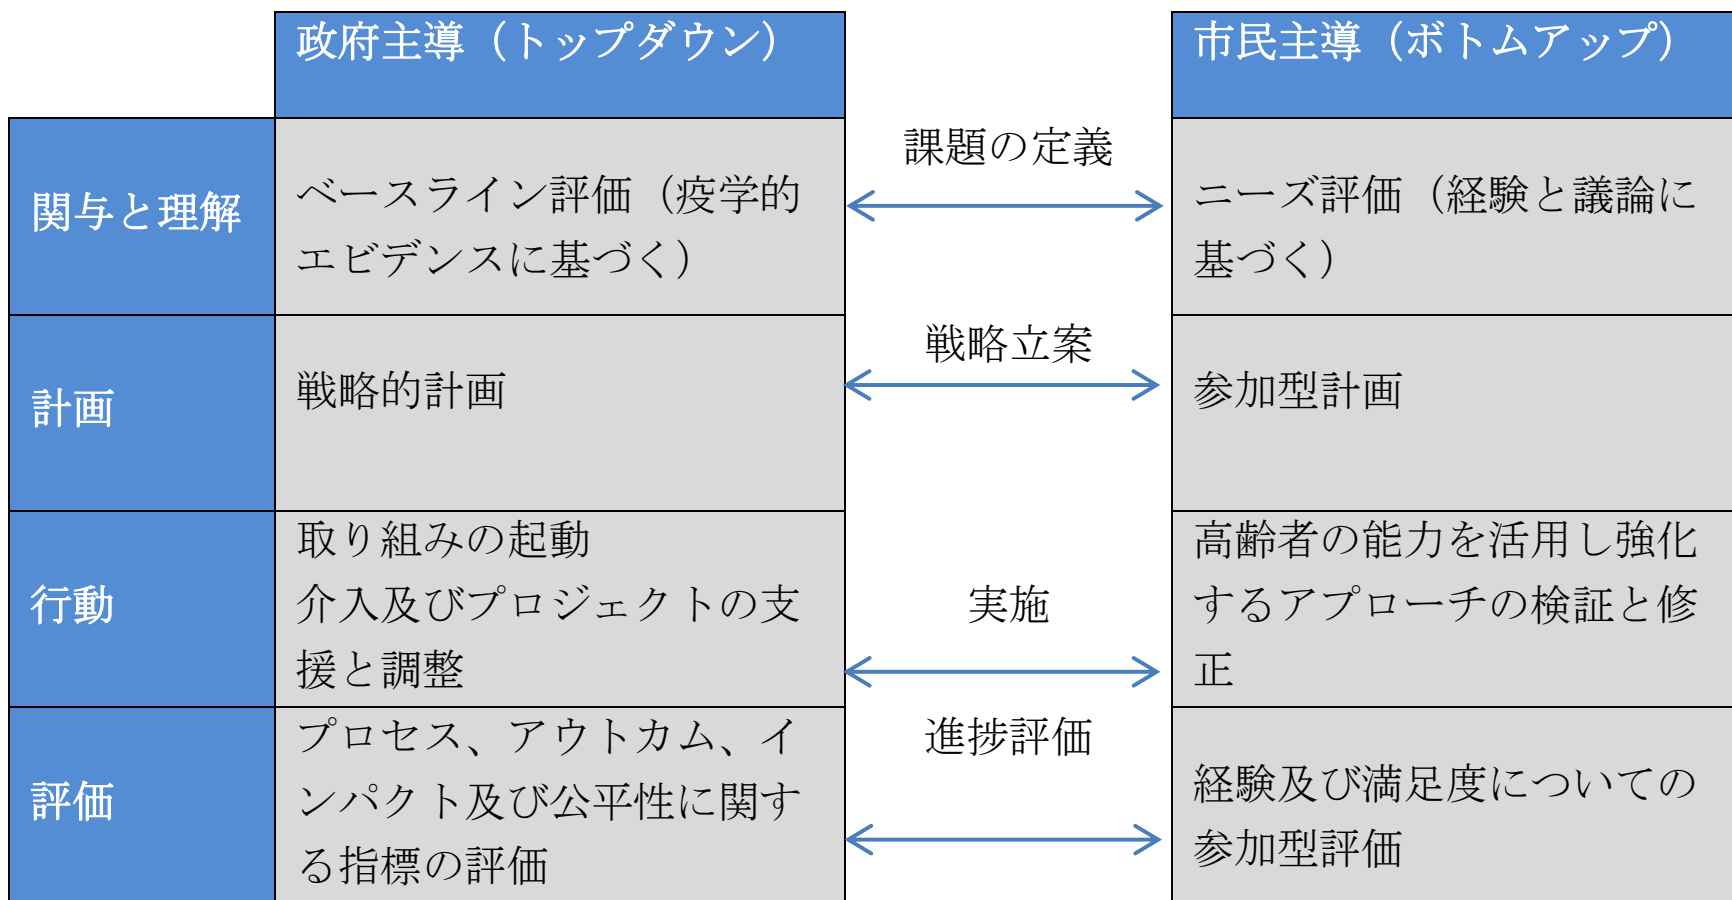 政府主導（トップダウン）
市民主導（ボトムアップ）
関与と理解
ベースライン評価（疫学的
エビデンスに基づく）
課題の定義
ニーズ評価（経験と議論に
基づく）
計画
戦略的計画
戦略立案
参加型計画
行動
取り組みの起動
介入及びプロジェクトの支
援と調整
実施
高齢者の能力を活用し強化
するアプローチの検証と修
正
評価
プロセス、アウトカム、イ
ンパクト及び公平性に関す
る指標の評価
進捗評価
経験及び満足度についての
参加型評価